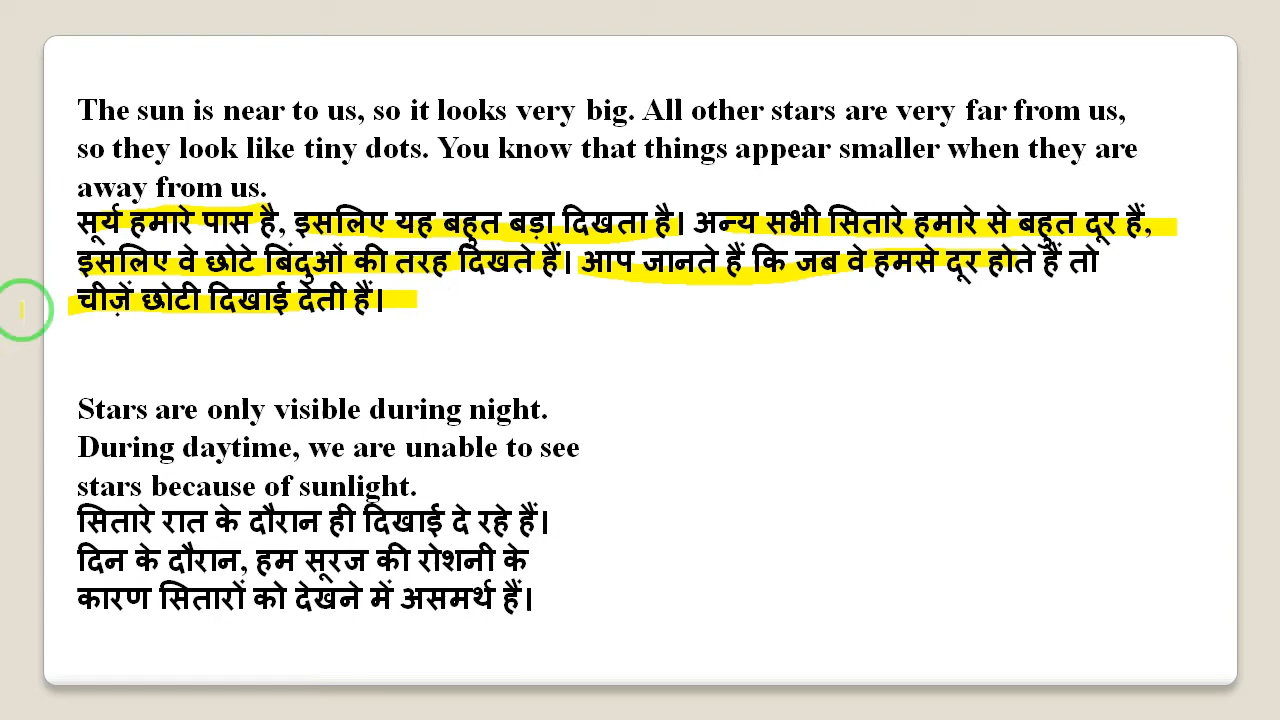 The sun is near to us, so it looks very big. All other stars are very far from us,
so they look like tiny dots. You know that things appear smaller when they are
away from us.
सूर्य हमारे पास है, इसलिए यह बहुत बड़ा दिखता है। अन्य सभी सितारे हमारे से बहुत दूर हैं,
इसलिए वे छोटे बिंदुओं की तरह दिखते हैं। आप जानते हैं कि जब वे हमसे दूर होते हैं तो
चीज़ें छोटी दिखाई देती हैं।
Stars are only visible during night.
During daytime, we are unable to see
stars because of sunlight.
सितारे रात के दौरान ही दिखाई दे रहे हैं।
दिन के दौरान, हम सूरज की रोशनी के
कारण सितारों को देखने में असमर्थ हैं।